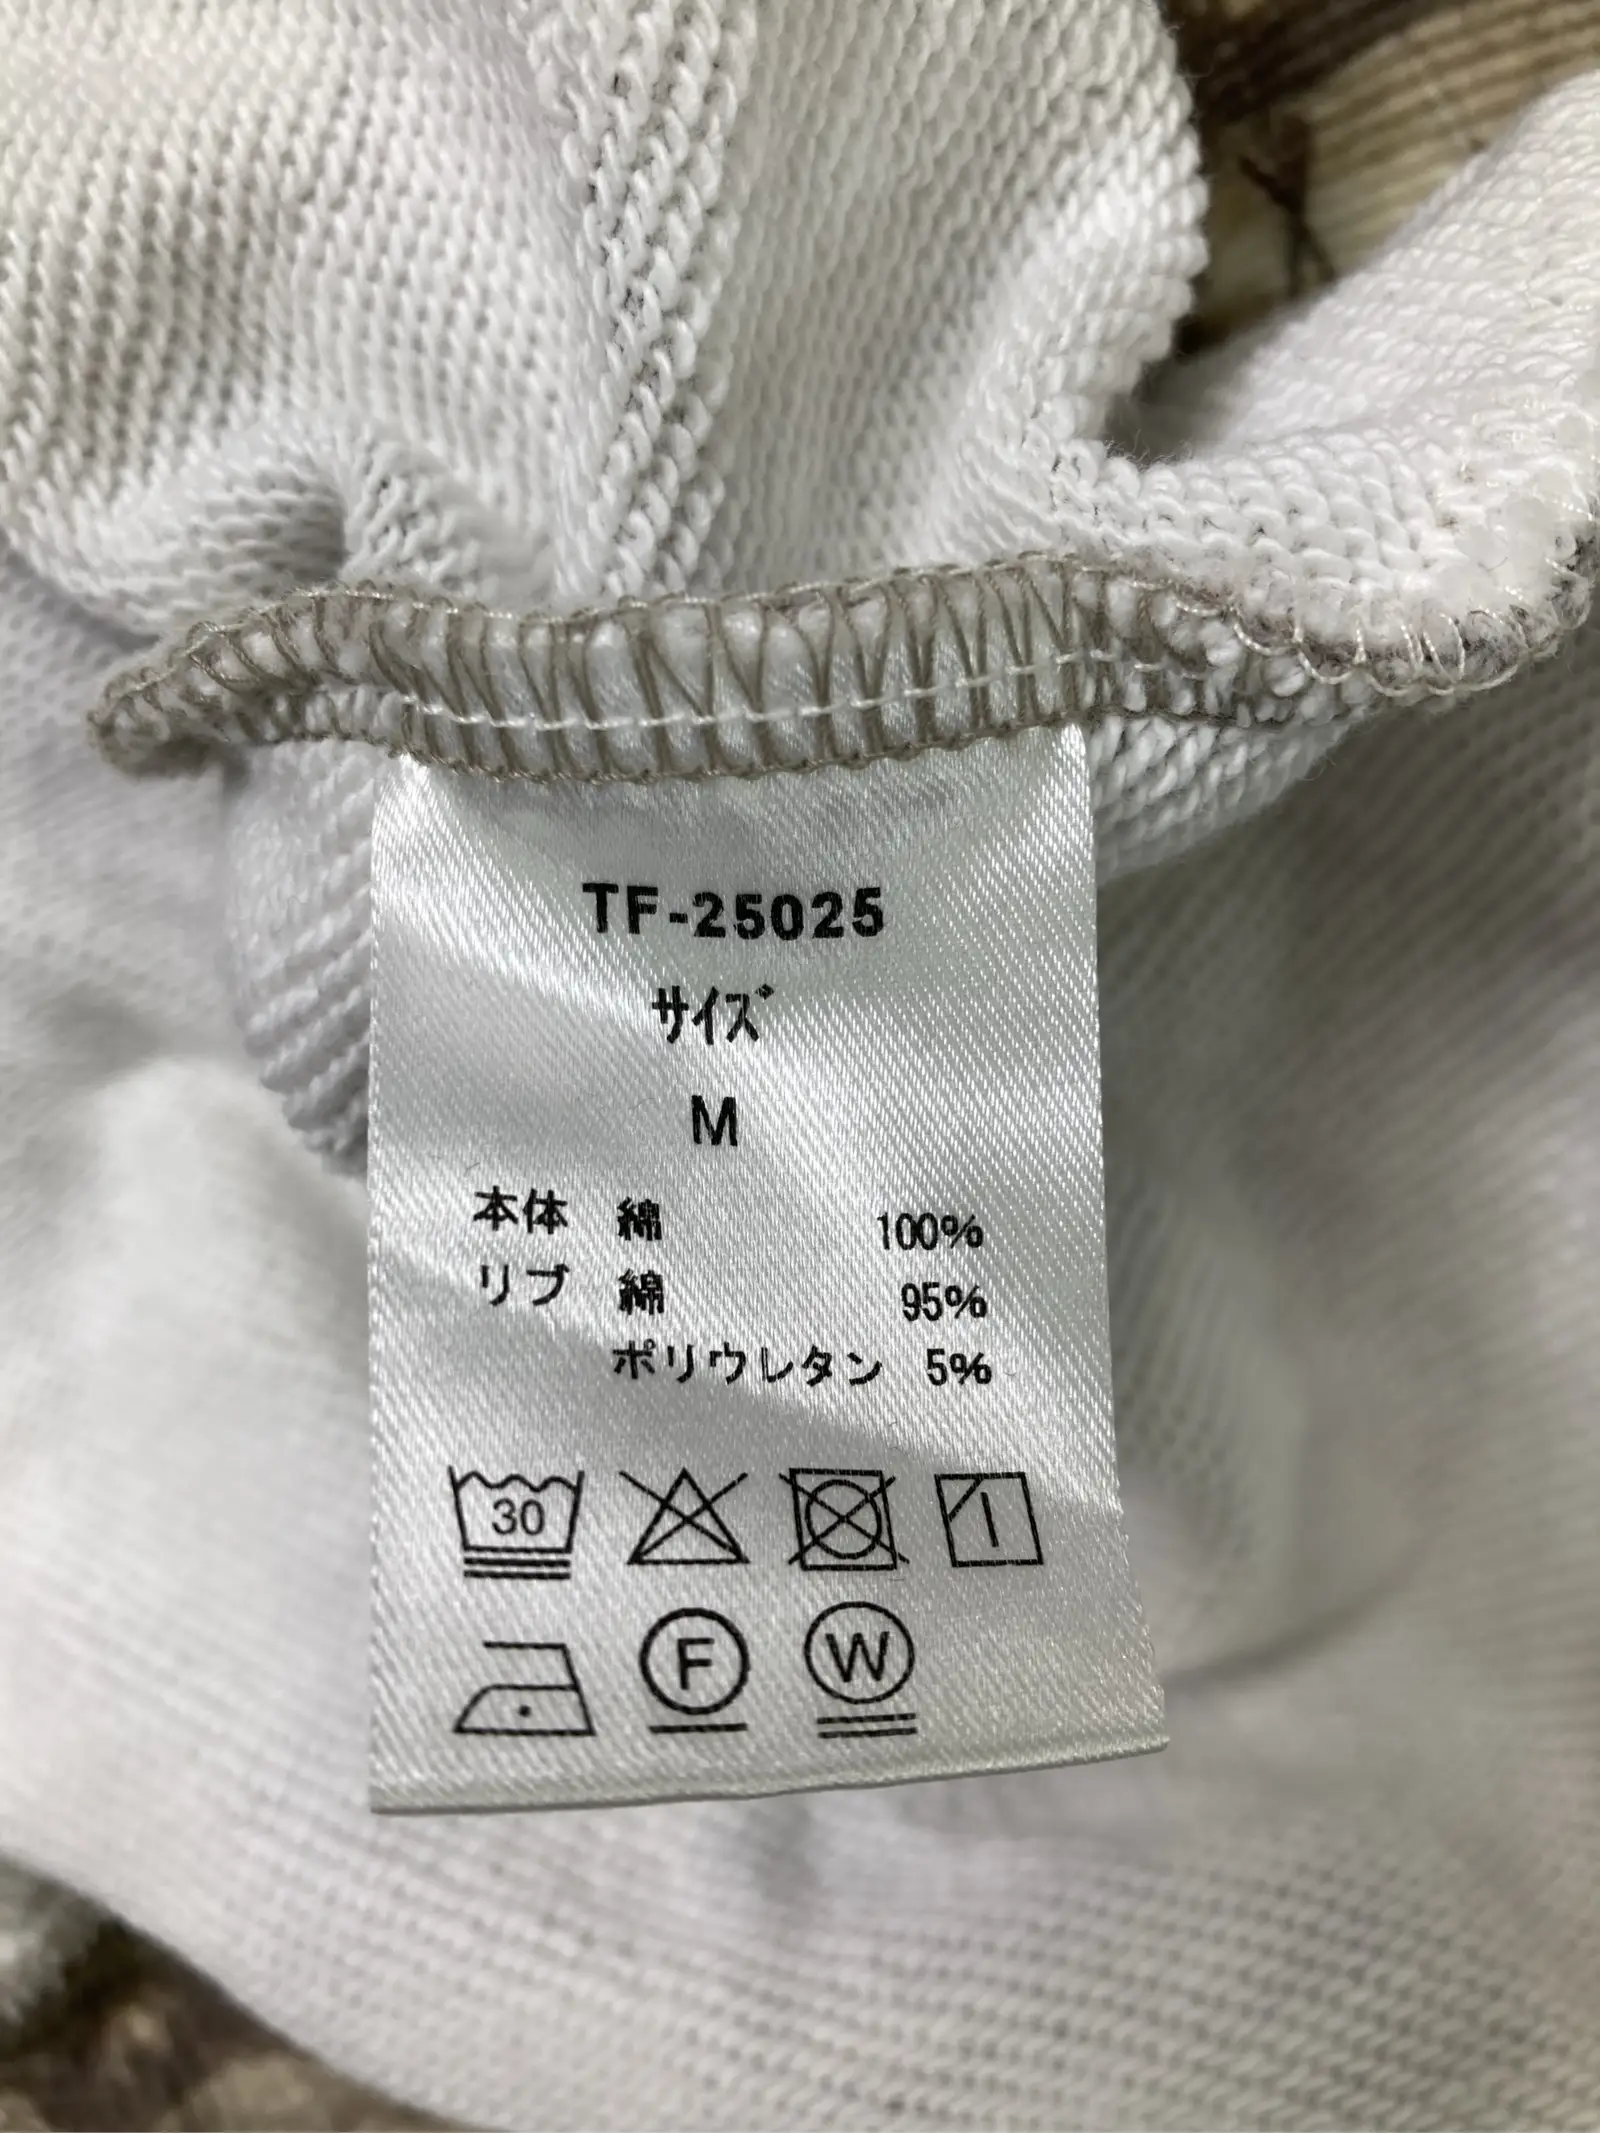 TF-25025
サイズ
M
本体 綿 100%
リブ 綿 95%
ポリウレタン 5%
30
F W